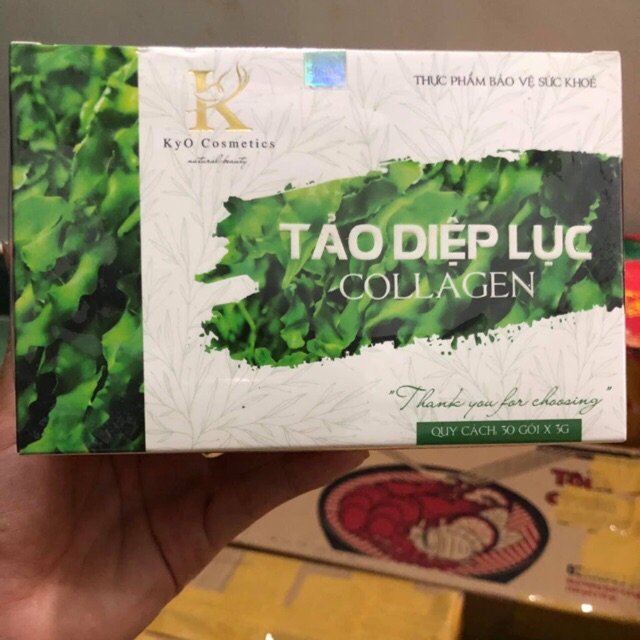 THỰC PHẨM BẢO VỆ SỨC KHOẺ
KyO Cosmetics
natural beauty
TẢO DIỆP LỤC
COLLAGEN
"Thank you for choosing"
QUY CÁCH: 30 GÓI X 3G